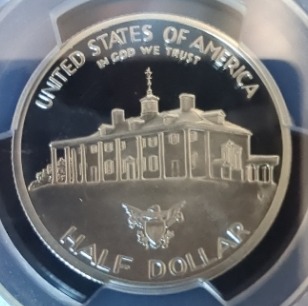 UNITED STATES OF AMERICA
IN GOD WE TRUST
HALF DOLLAR